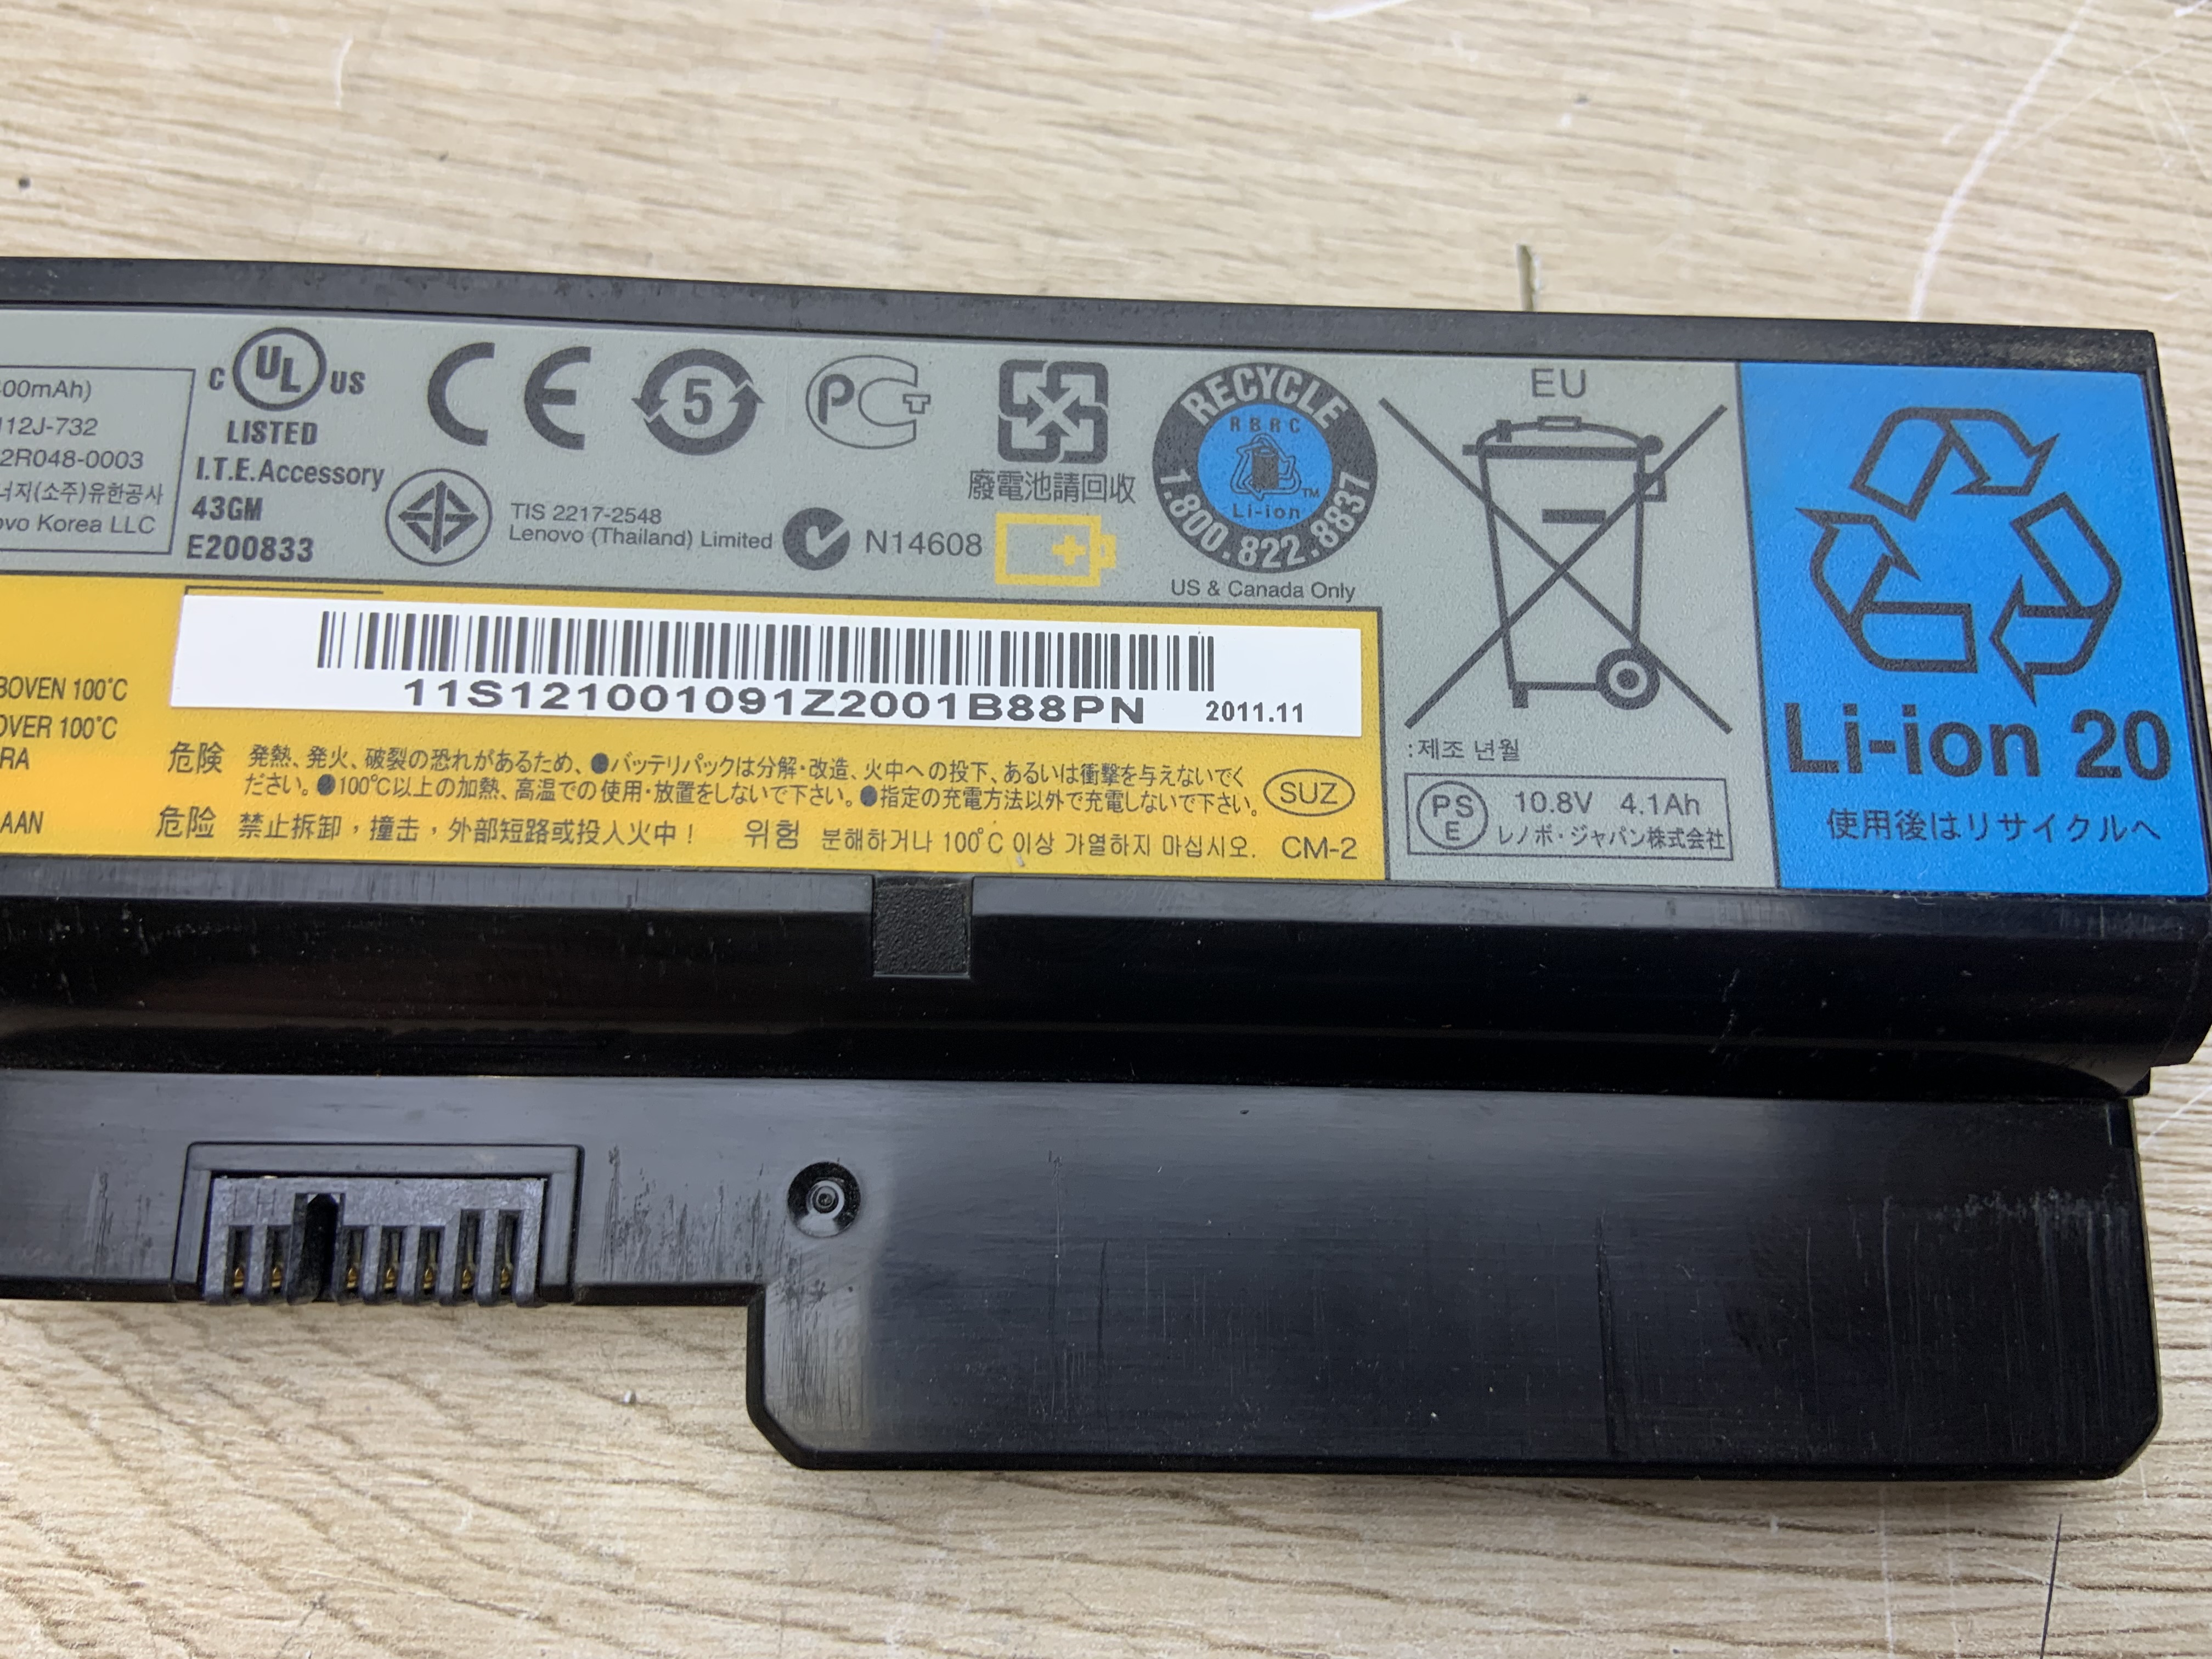 00mAh)
112J-732
2R048-0003
너지(소주)유한공사
ovo Korea LLC
C UL US
LISTED
I.T.E.Accessory
43GM
E200833
CE
5
PCT
TIS 2217-2548
Lenovo (Thailand) Limited
N14608
廢電池請回收
RECYCLE
RBRC
TM
Li-ion
1.800.822.8837
US & Canada Only
EU
BOVEN 100°C
OVER 100°C
RA
AAN
11S121001091Z2001B88PN 2011.11
危険 発熱、発火、破裂の恐れがあるため、●バッテリパックは分解・改造、火中への投下、あるいは衝撃を与えないでく
ださい。●100℃以上の加熱、高温での使用・放置をしないで下さい。●指定の充電方法以外で充電しないで下さい。
SUZ
危险 禁止拆卸，撞击，外部短路或投入火中！ 위험 분해하거나 100℃ 이상 가열하지 마십시오. CM-2
:제조 년월
PS E 10.8V 4.1Ah
レノボ・ジャパン株式会社
Li-ion 20
使用後はリサイクルへ